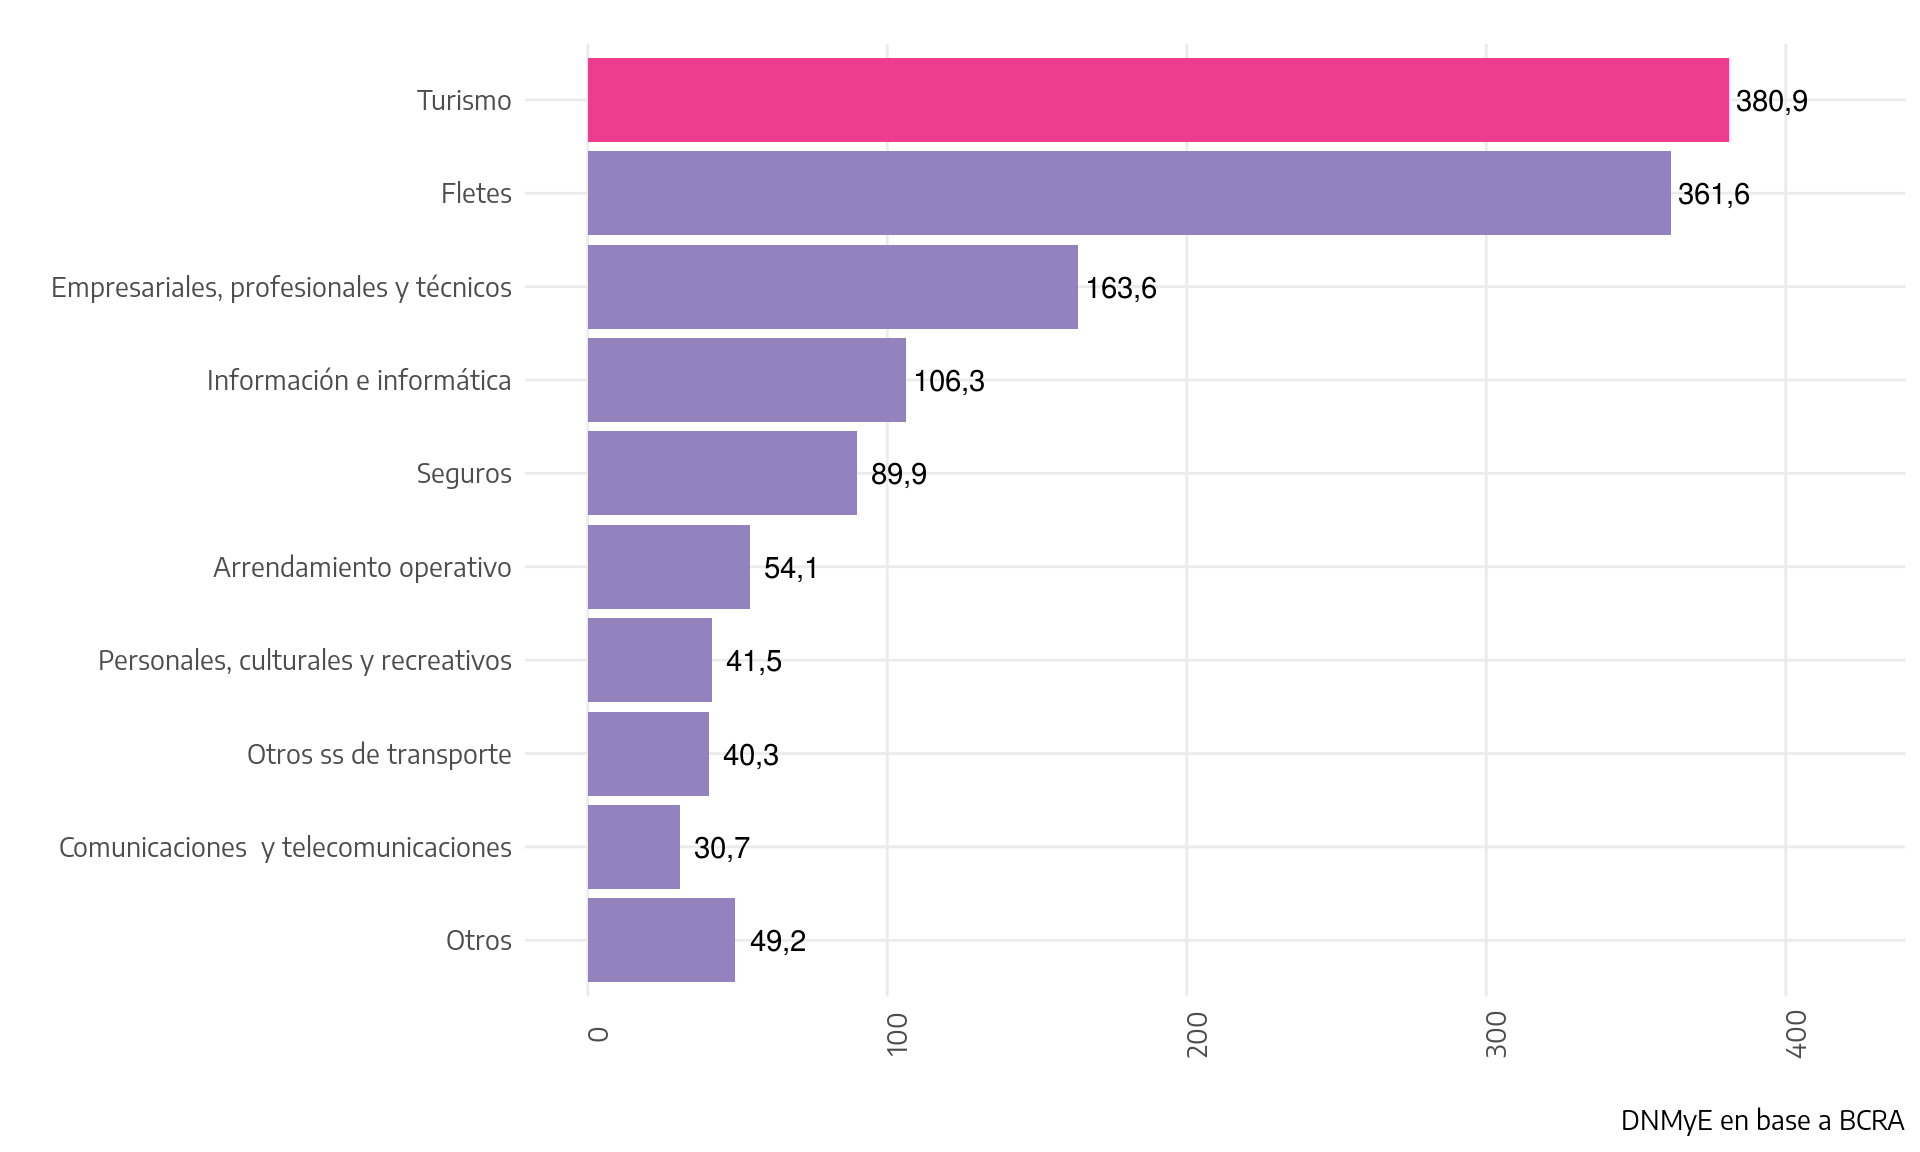 Turismo 380,9
Fletes 361,6
Empresariales, profesionales y técnicos 163,6
Información e informática 106,3
Seguros 89,9
Arrendamiento operativo 54,1
Personales, culturales y recreativos 41,5
Otros ss de transporte 40,3
Comunicaciones  y telecomunicaciones 30,7
Otros 49,2
0 100 200 300 400
DNMyE en base a BCRA